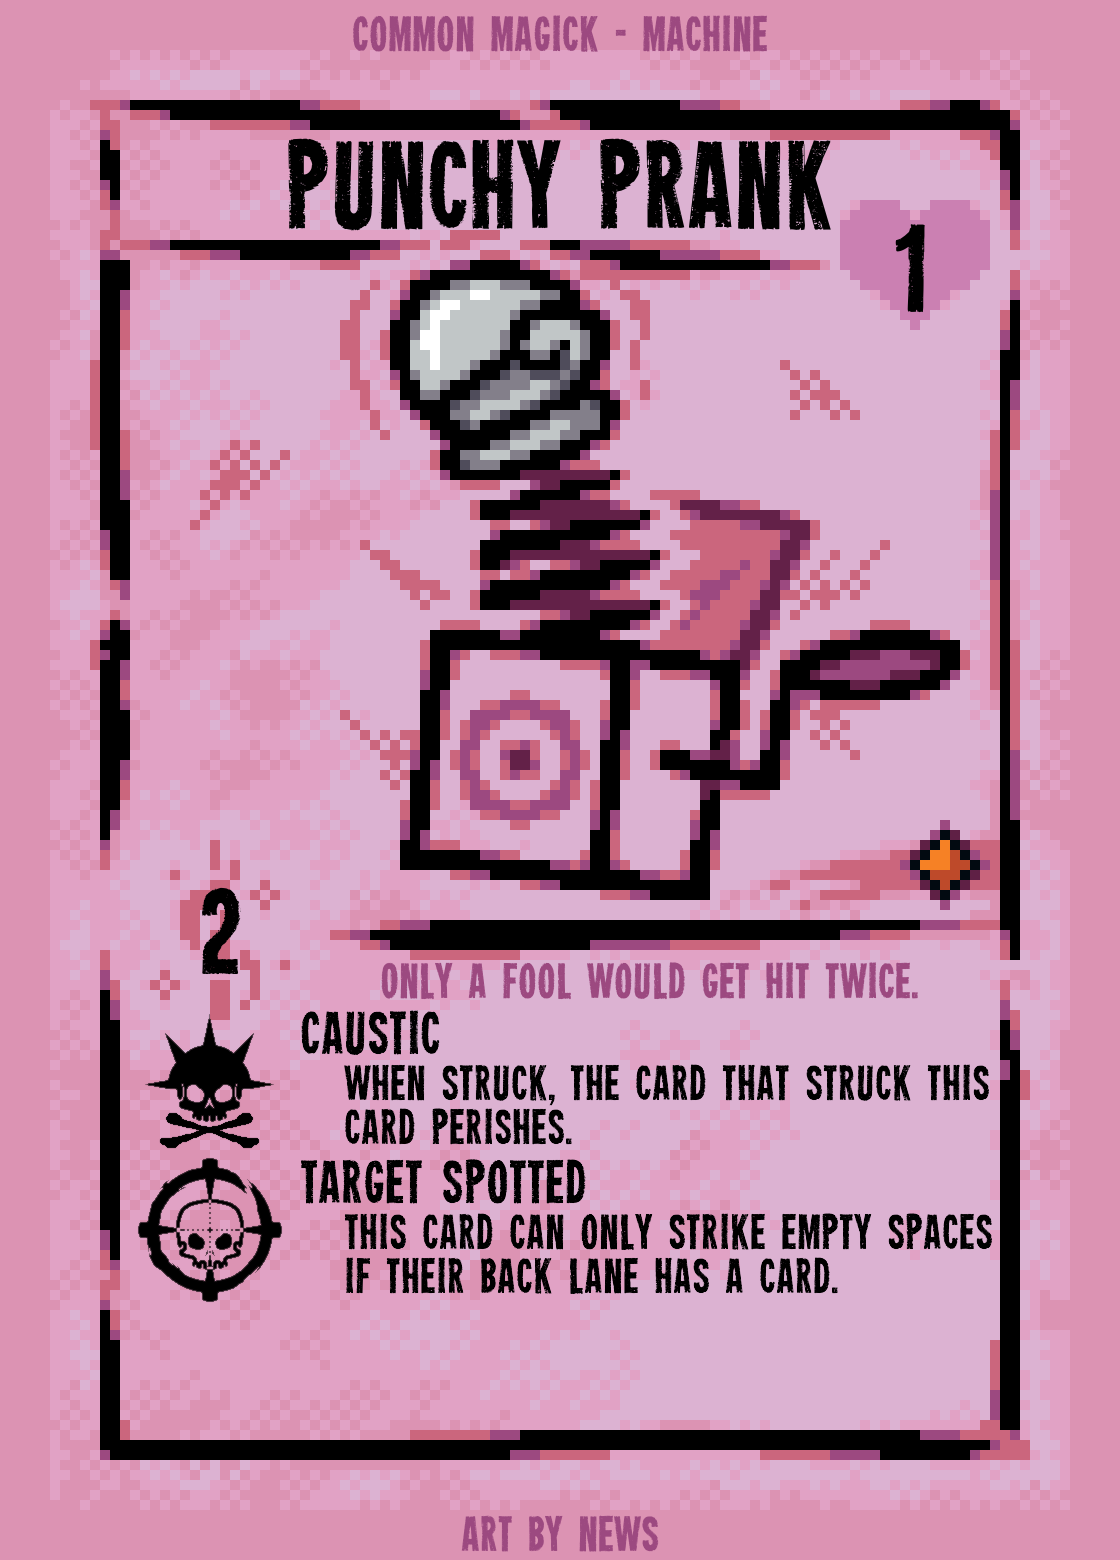 COMMON MAGICK - MACHINE
PUNCHY PRANK
1
2
ONLY A FOOL WOULD GET HIT TWICE.
CAUSTIC
WHEN STRUCK, THE CARD THAT STRUCK THIS
CARD PERISHES.
TARGET SPOTTED
THIS CARD CAN ONLY STRIKE EMPTY SPACES
IF THEIR BACK LANE HAS A CARD.
ART BY NEWS